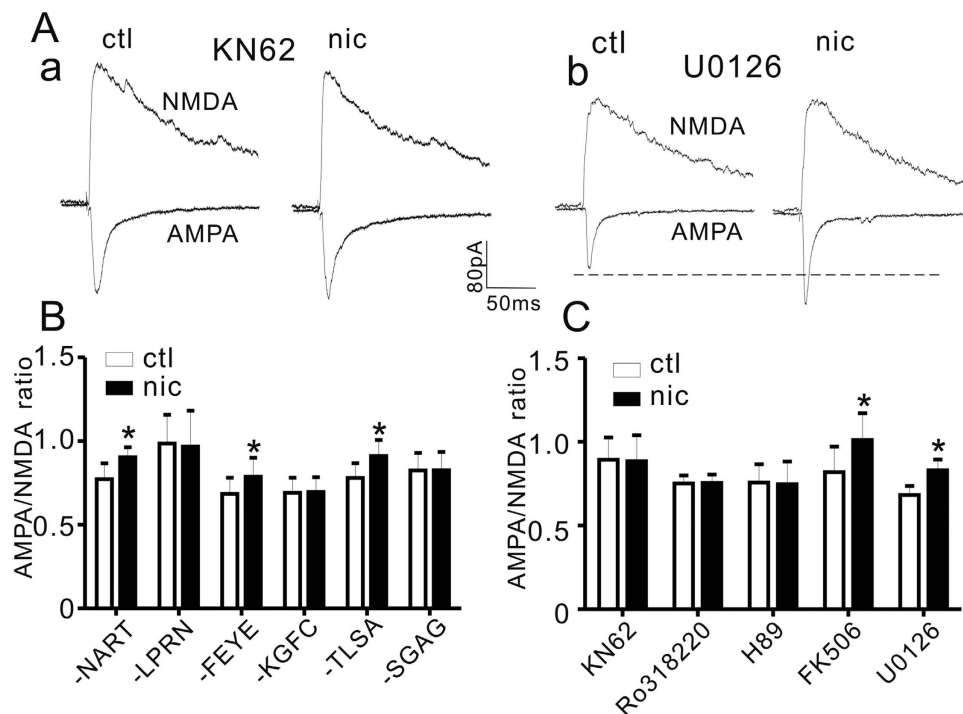 A
a
ctl
KN62
nic
NMDA
AMPA
80pA
50ms
b
ctl
U0126
nic
NMDA
AMPA
B
AMPA/NMDA ratio
1.5
1.0
0.5
0
ctl
nic
*
*
*
-NART
-LPRN
-FEYE
-KGFC
-TLSA
-SGAG
C
AMPA/NMDA ratio
1.5
1.0
0.5
0
ctl
nic
*
*
KN62
Ro318220
H89
FK506
U0126